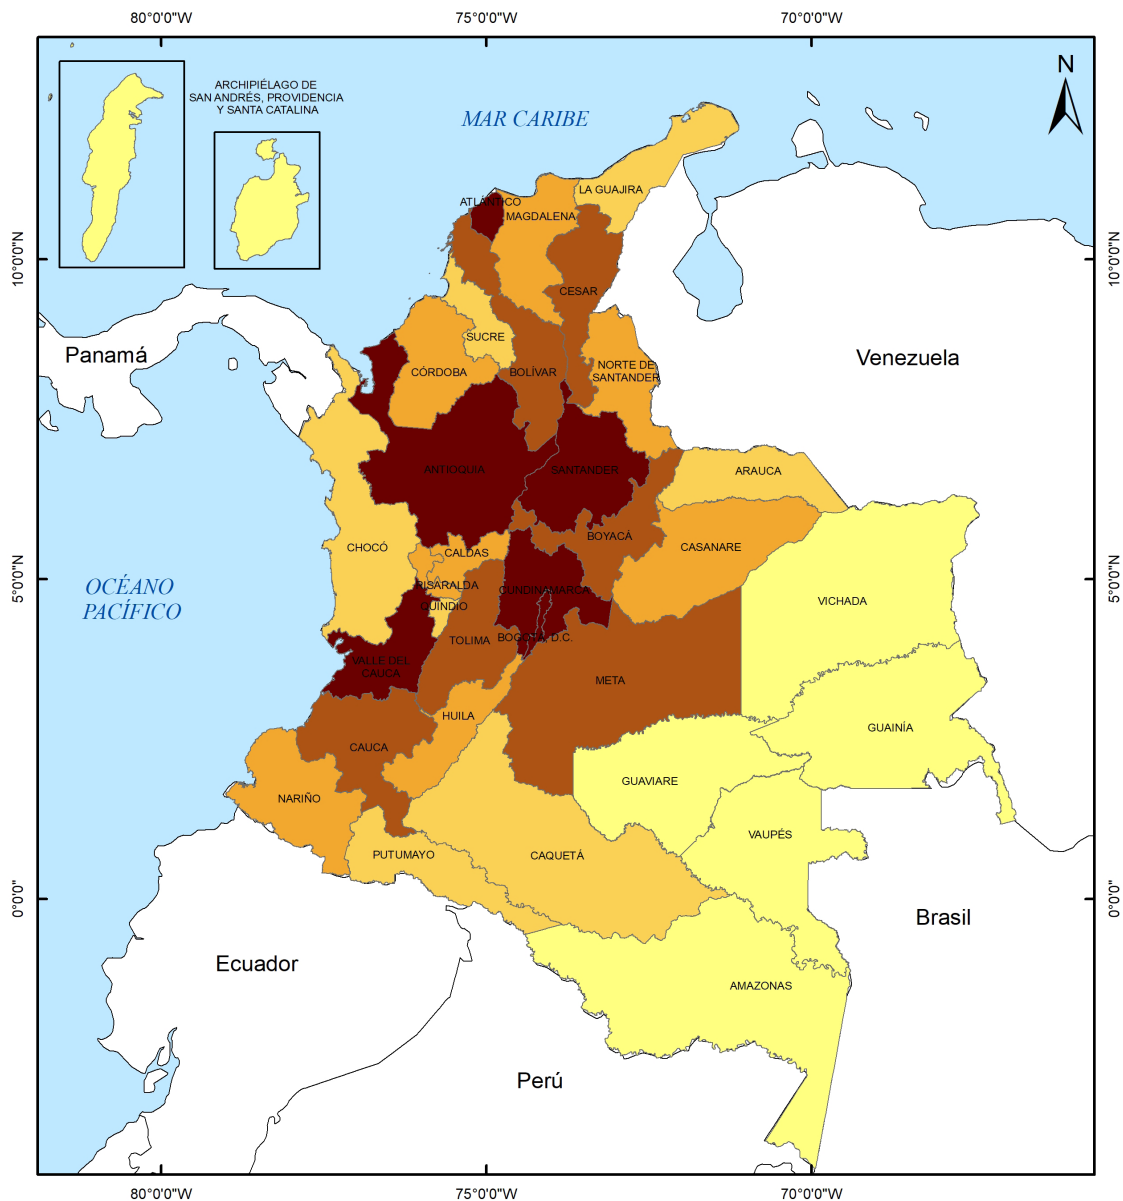 80°0'0"W
75°0'0"W
70°0'0"W
N
ARCHIPIÉLAGO DE
SAN ANDRÉS, PROVIDENCIA
Y SANTA CATALINA
MAR CARIBE
LA GUAJIRA
ATLÁNTICO
MAGDALENA
10°0'0"N
10°0'0"N
CESAR
SUCRE
Panamá
Venezuela
CÓRDOBA
BOLÍVAR
NORTE DE
SANTANDER
ANTIOQUIA
SANTANDER
ARAUCA
BOYACÁ
CHOCÓ
CALDAS
CASANARE
5°0'0"N
5°0'0"N
OCÉANO
PACÍFICO
RISARALDA
CUNDINAMARCA
VICHADA
QUINDIO
TOLIMA
BOGOTÁ, D.C.
VALLE DEL
CAUCA
META
HUILA
GUAINÍA
CAUCA
GUAVIARE
NARIÑO
VAUPÉS
PUTUMAYO
CAQUETÁ
0°0'0"
0°0'0"
Brasil
Ecuador
AMAZONAS
Perú
80°0'0"W
75°0'0"W
70°0'0"W